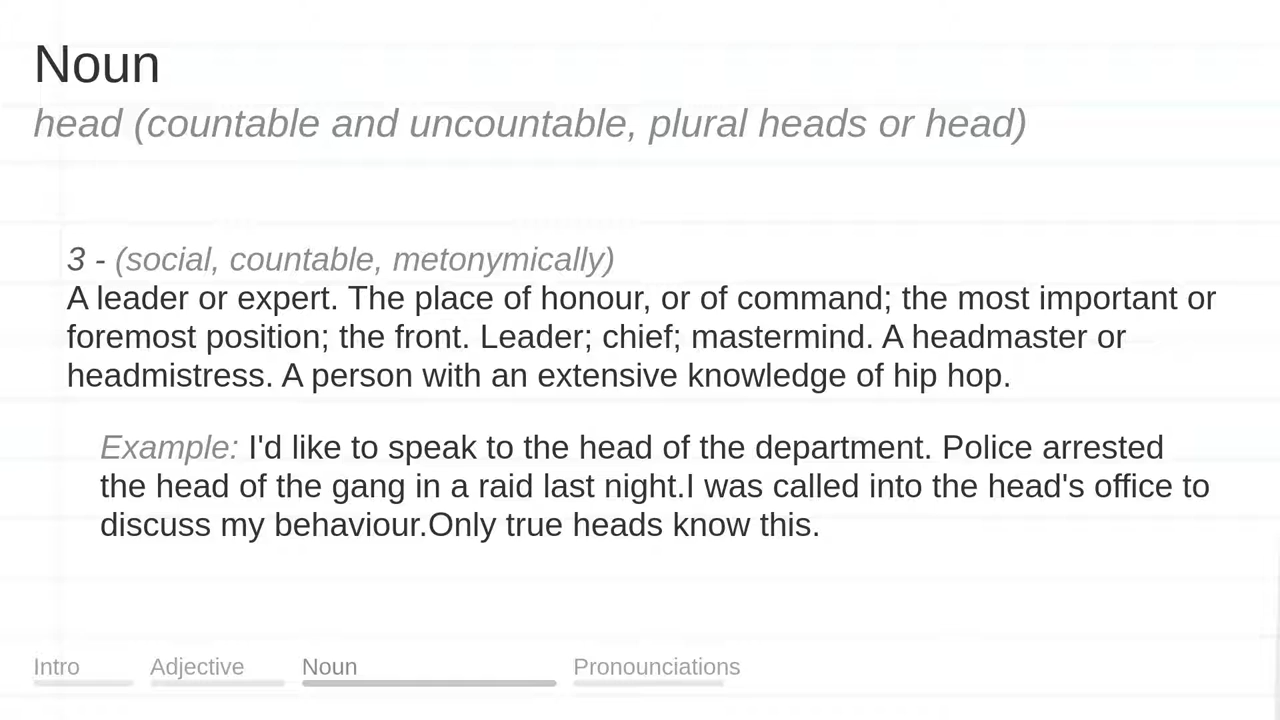 Noun
head (countable and uncountable, plural heads or head)
3 - (social, countable, metonymically)
A leader or expert. The place of honour, or of command; the most important or
foremost position; the front. Leader; chief; mastermind. A headmaster or
headmistress. A person with an extensive knowledge of hip hop.
Example: I'd like to speak to the head of the department. Police arrested
the head of the gang in a raid last night.I was called into the head's office to
discuss my behaviour.Only true heads know this.
Intro Adjective Noun Pronounciations